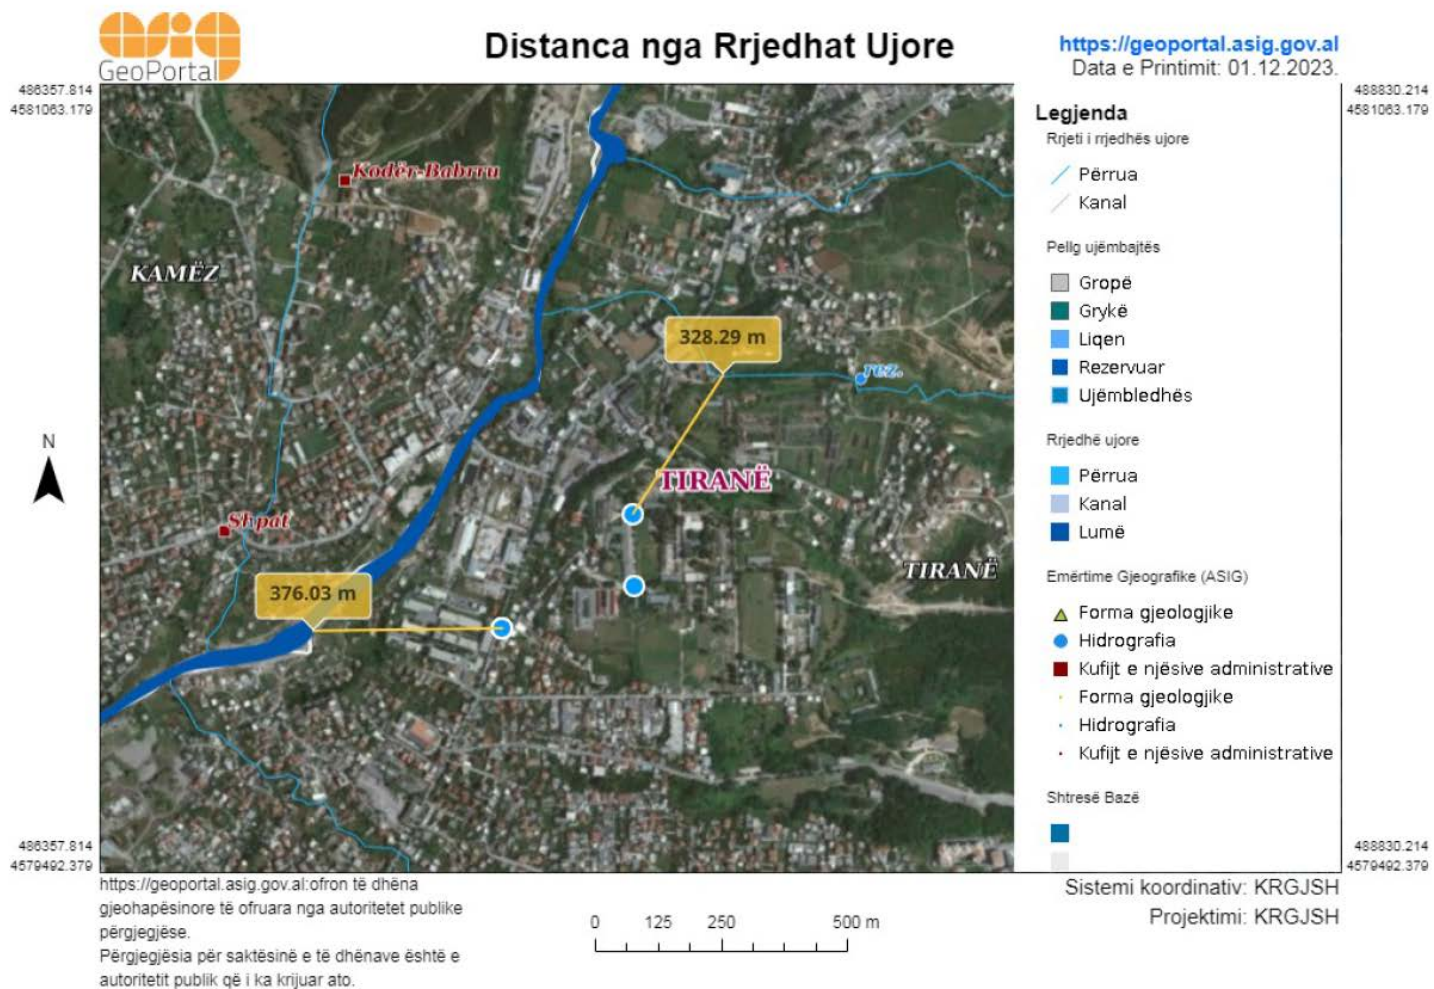 asig
GeoPortal
Distanca nga Rrjedhat Ujore
https://geoportal.asig.gov.al
Data e Printimit: 01.12.2023.
486357.814
4581063.179
488830.214
4581063.179
Kodër-Babrru
KAMËZ
328.29 m
rez.
N
TIRANË
Shpat
TIRANË
376.03 m
Legjenda
Rrjeti i rrjedhës ujore
Përrua
Kanal
Pellg ujëmbajtës
Gropë
Grykë
Liqen
Rezervuar
Ujëmbledhës
Rrjedhë ujore
Përrua
Kanal
Lumë
Emërtime Gjeografike (ASIG)
Forma gjeologjike
Hidrografia
Kufijt e njësive administrative
Forma gjeologjike
Hidrografia
Kufijt e njësive administrative
Shtresë Bazë
486357.814
4579492.379
488830.214
4579492.379
https://geoportal.asig.gov.al:ofron të dhëna
gjeohapësinore të ofruara nga autoritetet publike
përgjegjëse.
Përgjegjësia për saktësinë e të dhënave është e
autoritetit publik që i ka krijuar ato.
0 125 250 500 m
Sistemi koordinativ: KRGJSH
Projektimi: KRGJSH